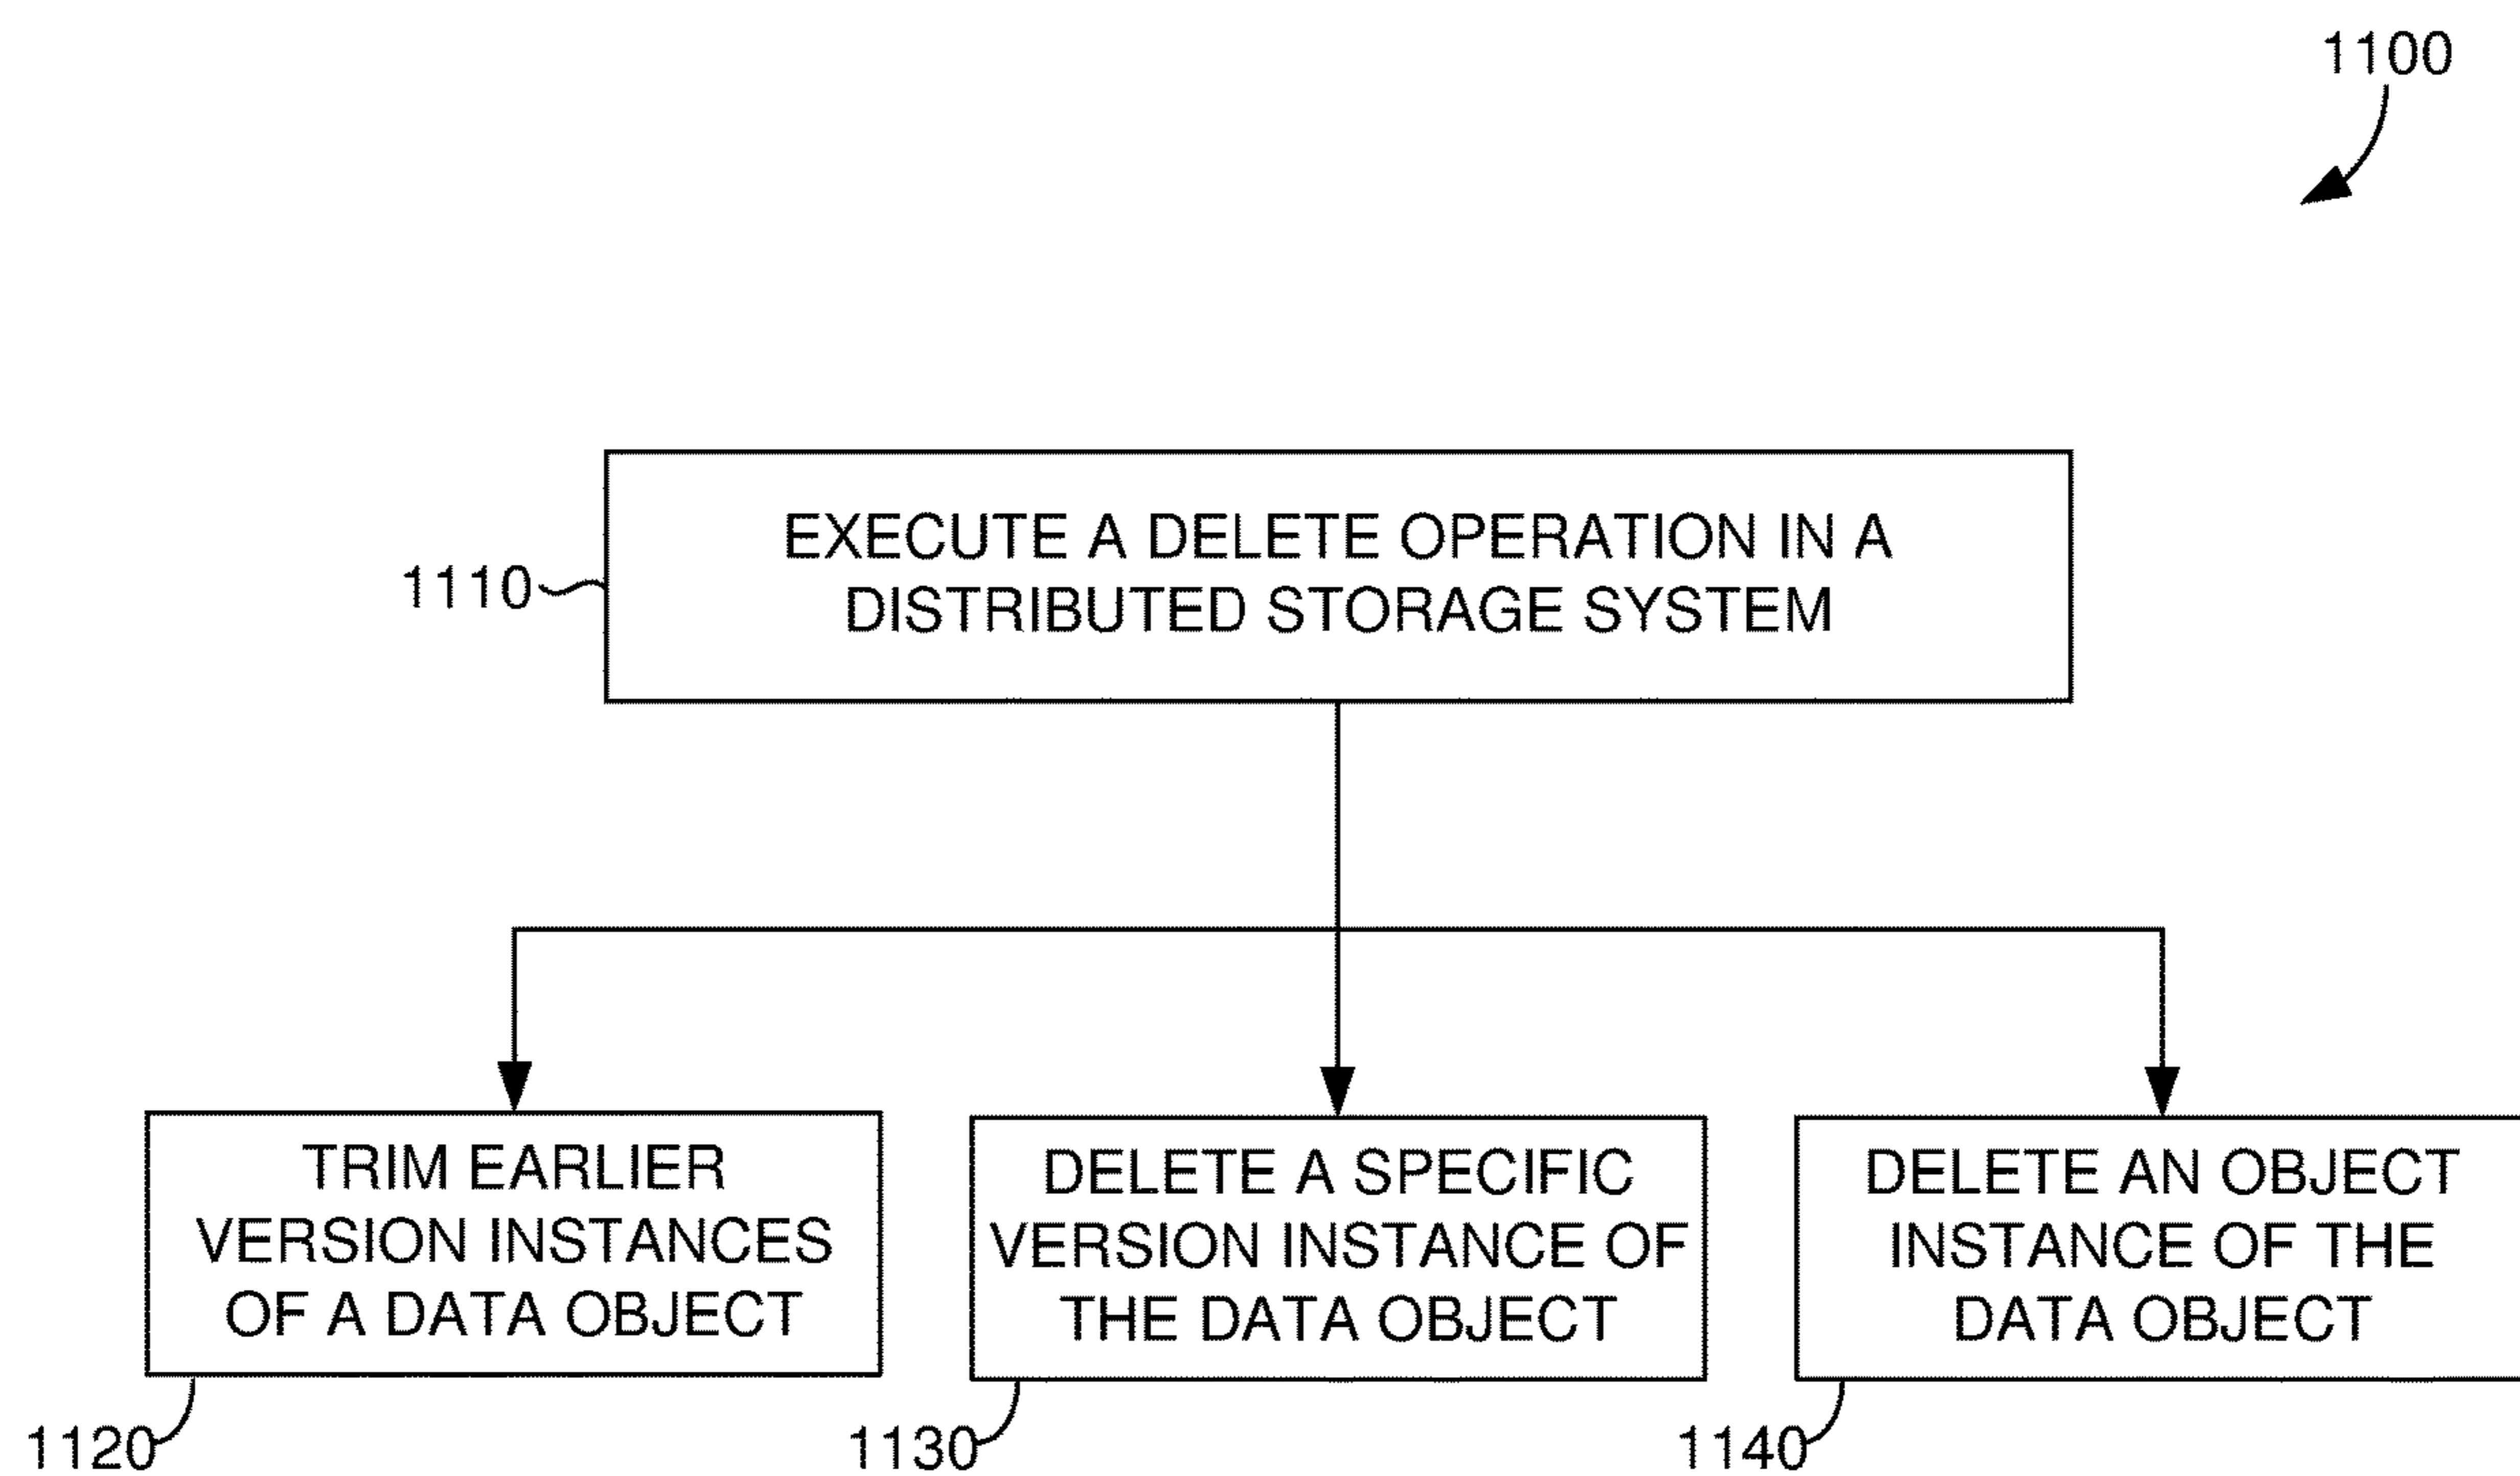 1100
EXECUTE A DELETE OPERATION IN A
DISTRIBUTED STORAGE SYSTEM
1110
TRIM EARLIER
VERSION INSTANCES
OF A DATA OBJECT
1120
DELETE A SPECIFIC
VERSION INSTANCE OF
THE DATA OBJECT
1130
DELETE AN OBJECT
INSTANCE OF THE
DATA OBJECT
1140